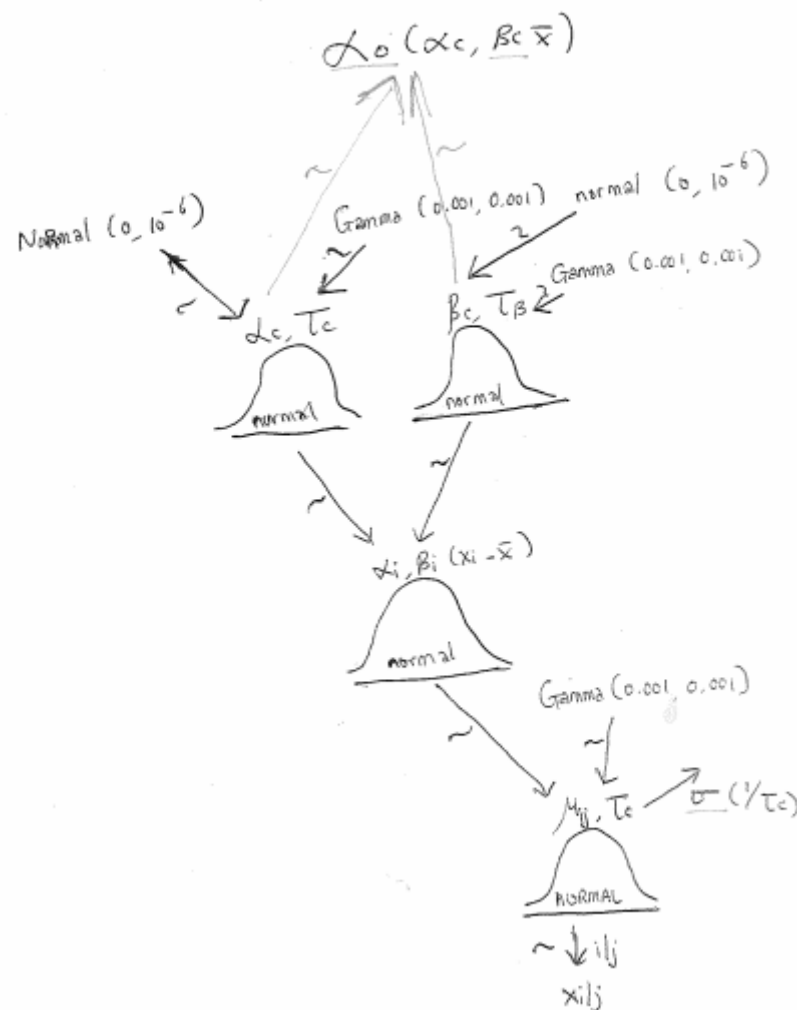 α₀ (αc, βc x̄)
~ ~
Gamma (0.001, 0.001) normal (0, 10⁻⁶)
Normal (0, 10⁻⁶)
~ ~
Gamma (0.001, 0.001)
~
αc, τc βc, τβ
normal normal
~ ~
αi, βi (xi - x̄)
normal
Gamma (0.001, 0.001)
~ ~
μij, τc σ (1/τc)
NORMAL
~ i|j
xi|j